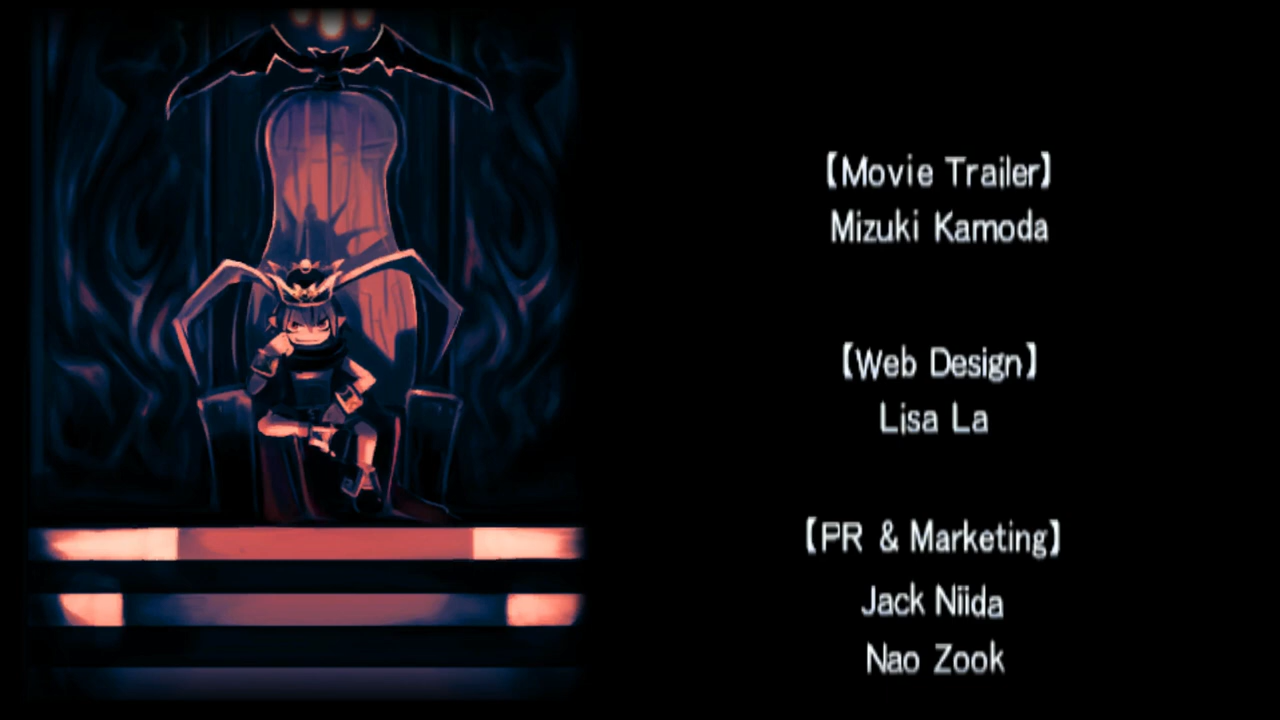 【Movie Trailer】
Mizuki Kamoda
【Web Design】
Lisa La
【PR & Marketing】
Jack Niida
Nao Zook